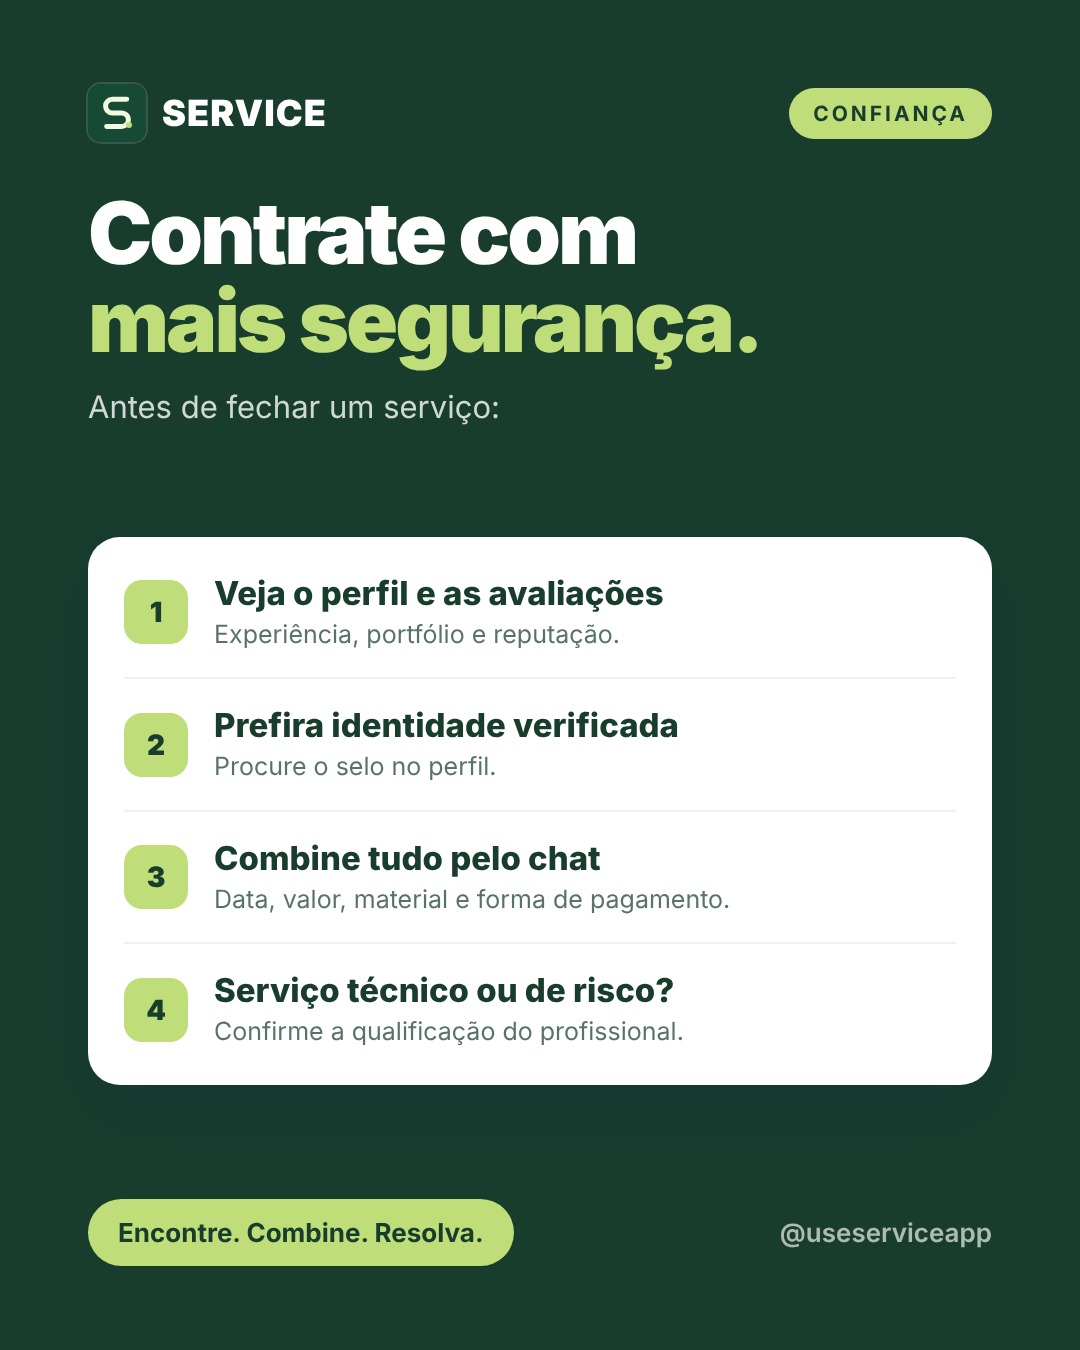 S
SERVICE
CONFIANÇA
Contrate com
mais segurança.
Antes de fechar um serviço:
1
Veja o perfil e as avaliações
Experiência, portfólio e reputação.
2
Prefira identidade verificada
Procure o selo no perfil.
3
Combine tudo pelo chat
Data, valor, material e forma de pagamento.
4
Serviço técnico ou de risco?
Confirme a qualificação do profissional.
Encontre. Combine. Resolva.
@useserviceapp